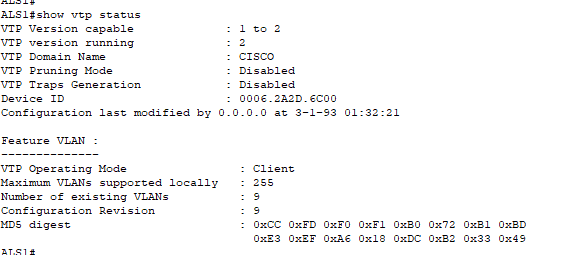 ALS1#
ALS1#show vtp status
VTP Version capable : 1 to 2
VTP version running : 2
VTP Domain Name : CISCO
VTP Pruning Mode : Disabled
VTP Traps Generation : Disabled
Device ID : 0006.2A2D.6C00
Configuration last modified by 0.0.0.0 at 3-1-93 01:32:21
Feature VLAN :
--------------
VTP Operating Mode : Client
Maximum VLANs supported locally : 255
Number of existing VLANs : 9
Configuration Revision : 9
MD5 digest : 0xCC 0xFD 0xF0 0xF1 0xB0 0x72 0xB1 0xBD
0xE3 0xEF 0xA6 0x18 0xDC 0xB2 0x33 0x49
ALS1#